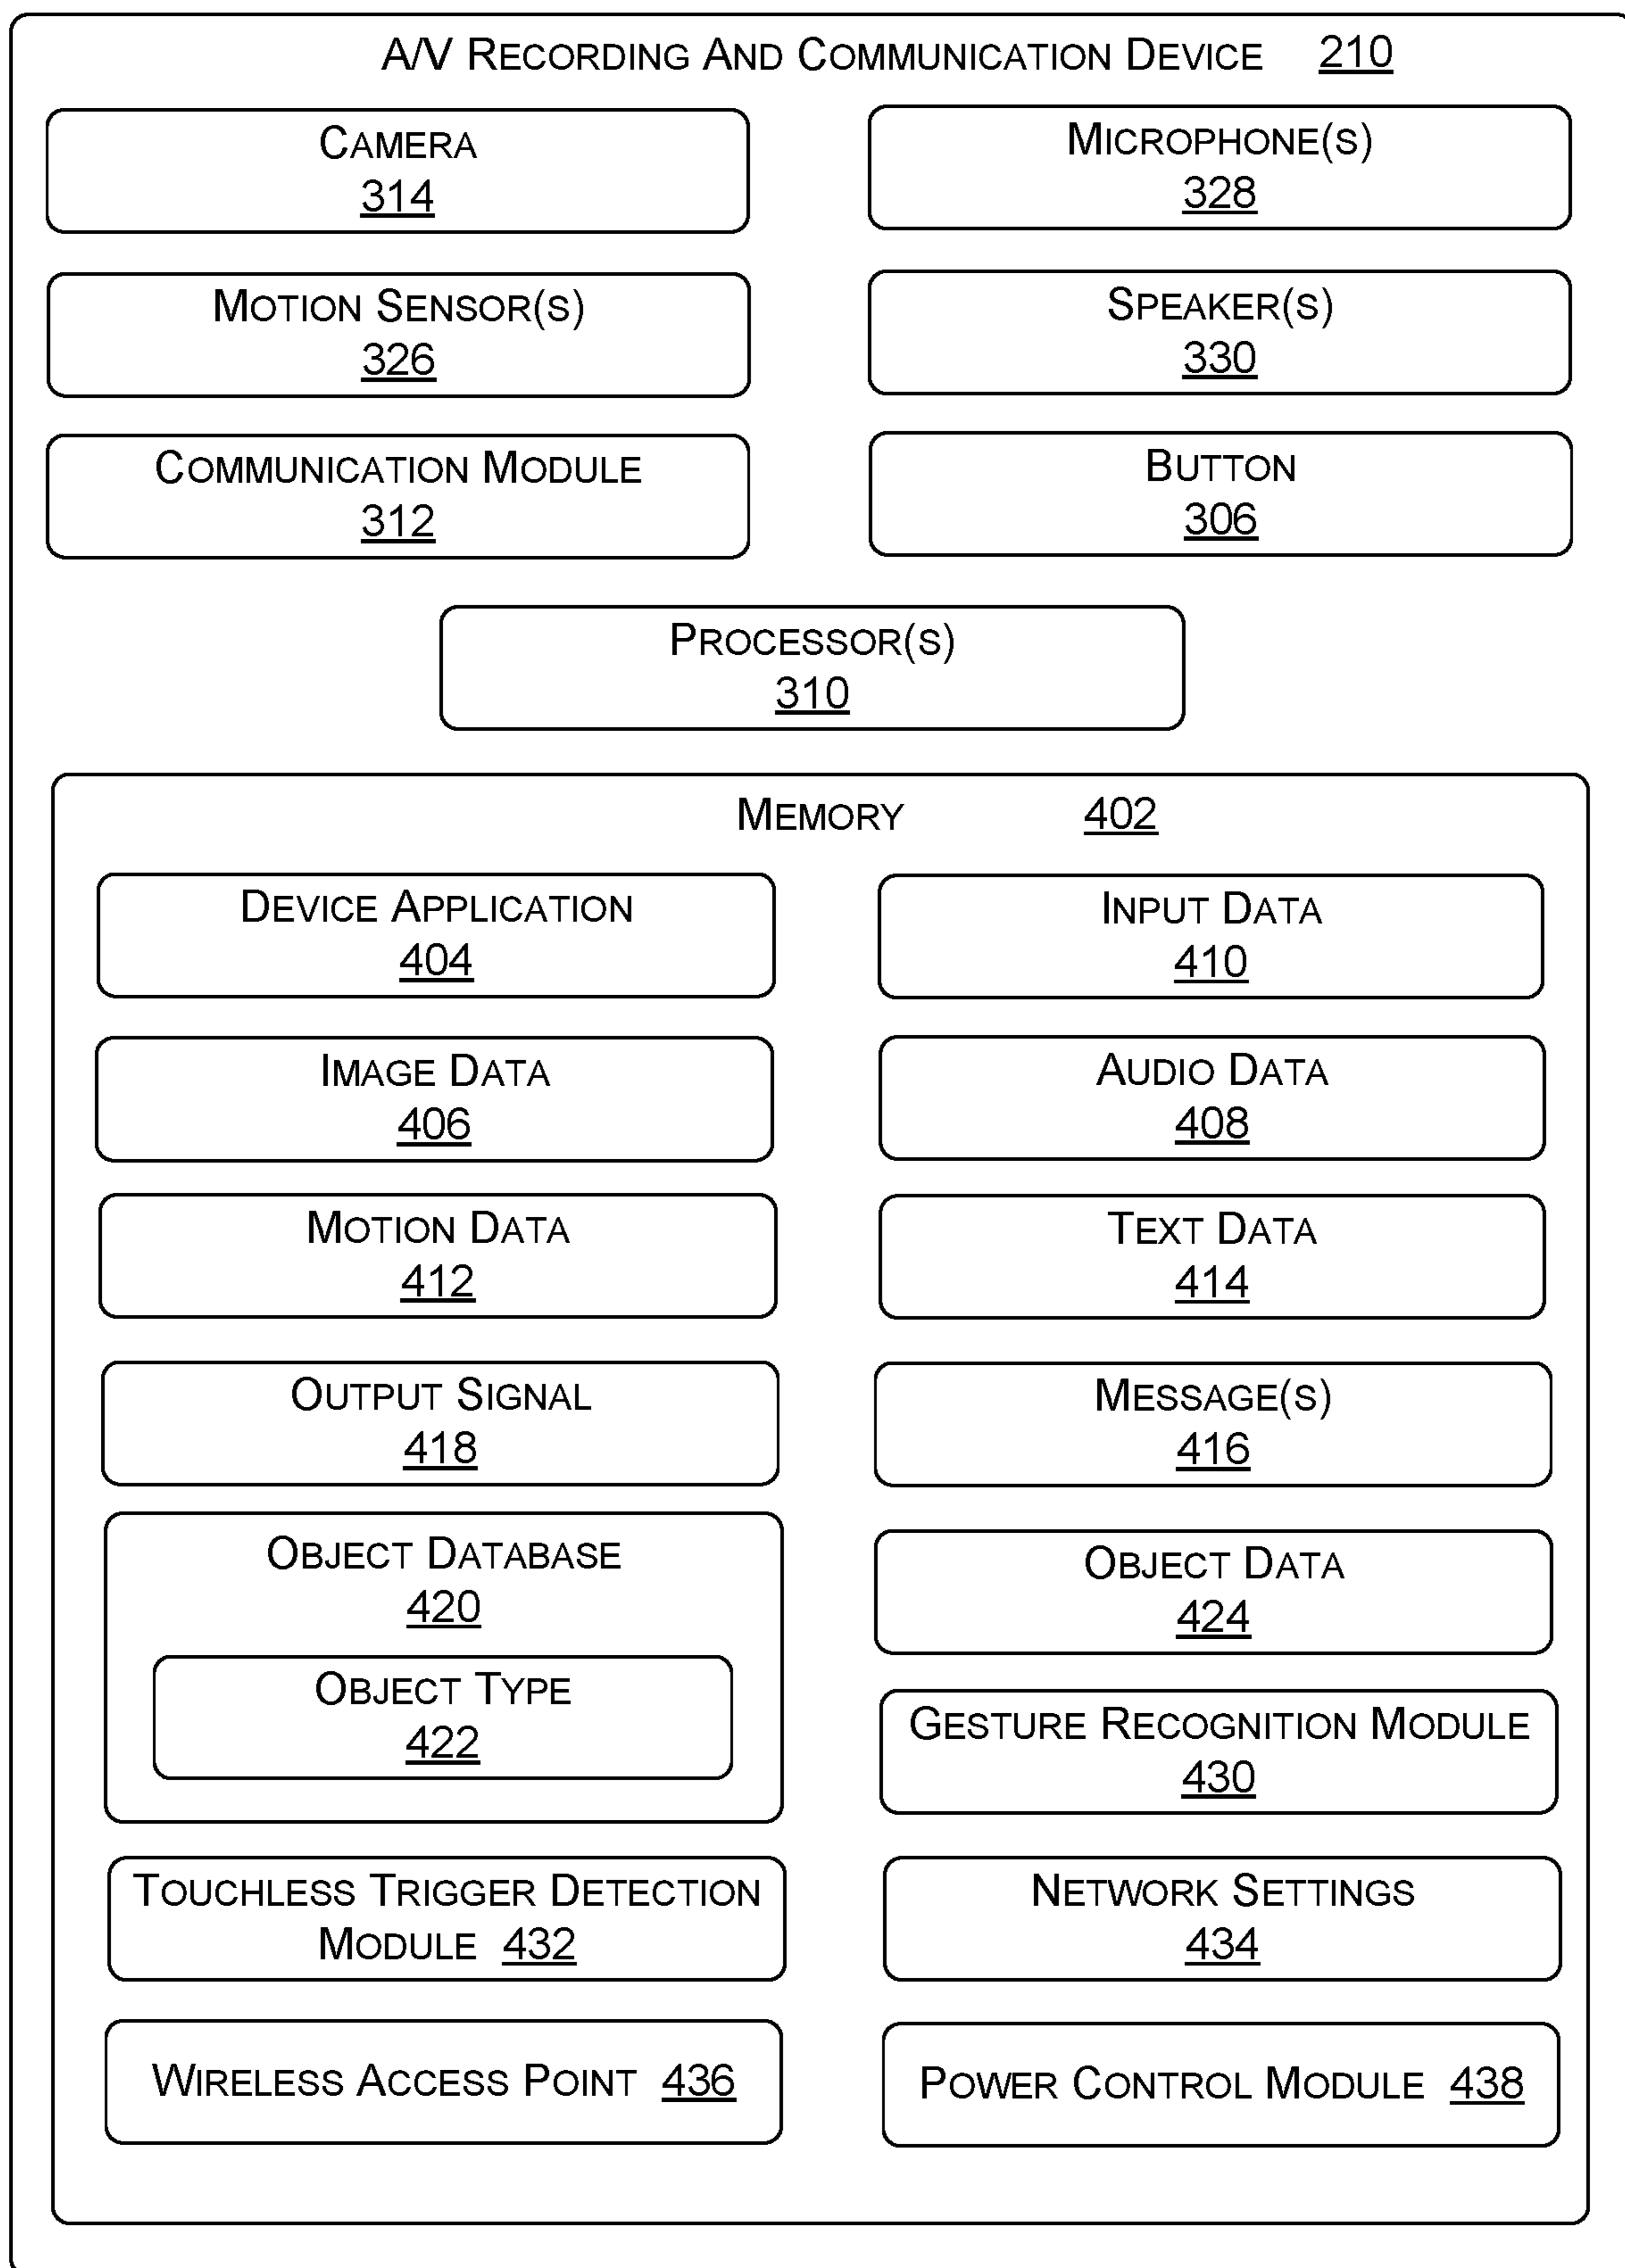 A/V RECORDING AND COMMUNICATION DEVICE 210
CAMERA
314
MICROPHONE(S)
328
MOTION SENSOR(S)
326
SPEAKER(S)
330
COMMUNICATION MODULE
312
BUTTON
306
PROCESSOR(S)
310
MEMORY 402
DEVICE APPLICATION
404
INPUT DATA
410
IMAGE DATA
406
AUDIO DATA
408
MOTION DATA
412
TEXT DATA
414
OUTPUT SIGNAL
418
MESSAGE(S)
416
OBJECT DATABASE
420
OBJECT TYPE
422
OBJECT DATA
424
GESTURE RECOGNITION MODULE
430
TOUCHLESS TRIGGER DETECTION
MODULE 432
NETWORK SETTINGS
434
WIRELESS ACCESS POINT 436
POWER CONTROL MODULE 438